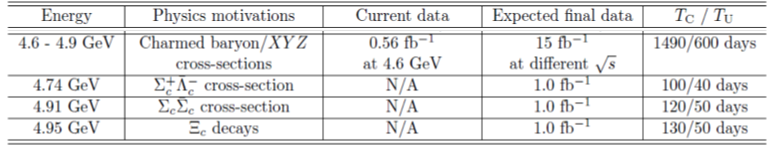 Energy Physics motivations Current data Expected final data T_C / T_U
4.6 - 4.9 GeV Charmed baryon/XYZ 0.56 fb⁻¹ 15 fb⁻¹ 1490/600 days
cross-sections at 4.6 GeV at different √s
4.74 GeV Σ_c⁺Λ̄_c⁻ cross-section N/A 1.0 fb⁻¹ 100/40 days
4.91 GeV Σ_cΣ̄_c cross-section N/A 1.0 fb⁻¹ 120/50 days
4.95 GeV Ξ_c decays N/A 1.0 fb⁻¹ 130/50 days